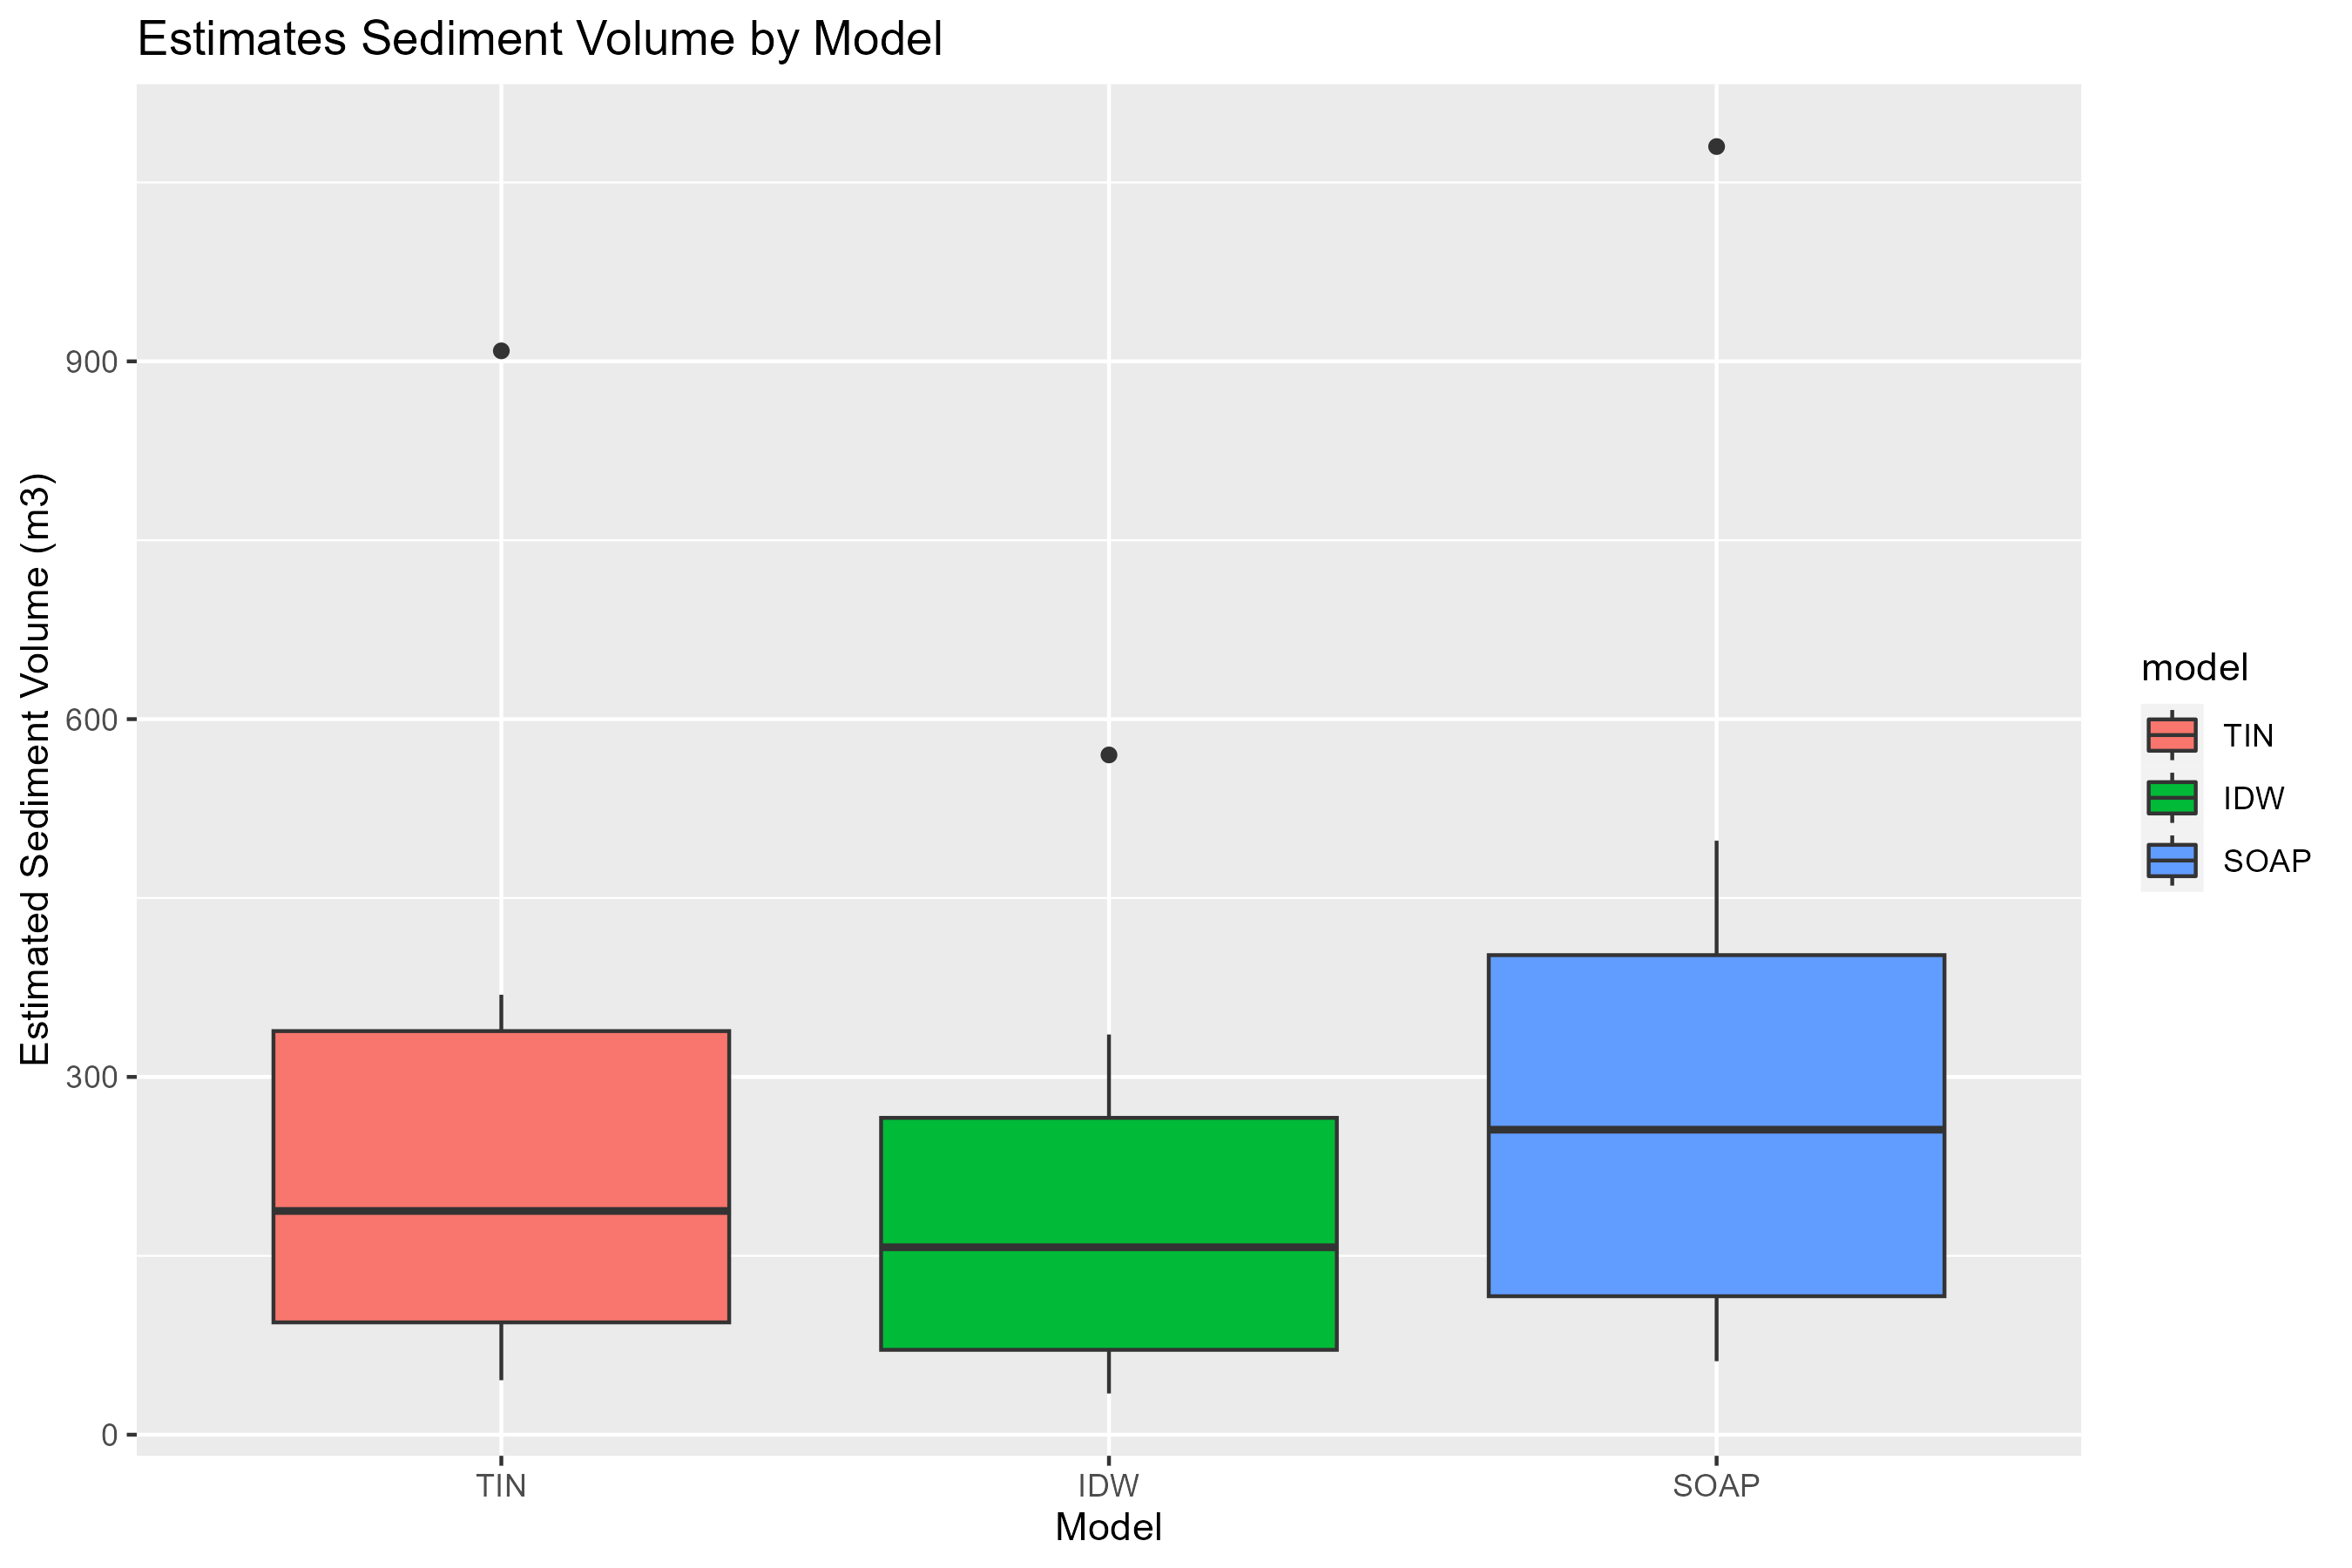 Estimates Sediment Volume by Model
Estimated Sediment Volume (m3)
900
600
300
0
TIN
IDW
SOAP
Model
model
TIN
IDW
SOAP